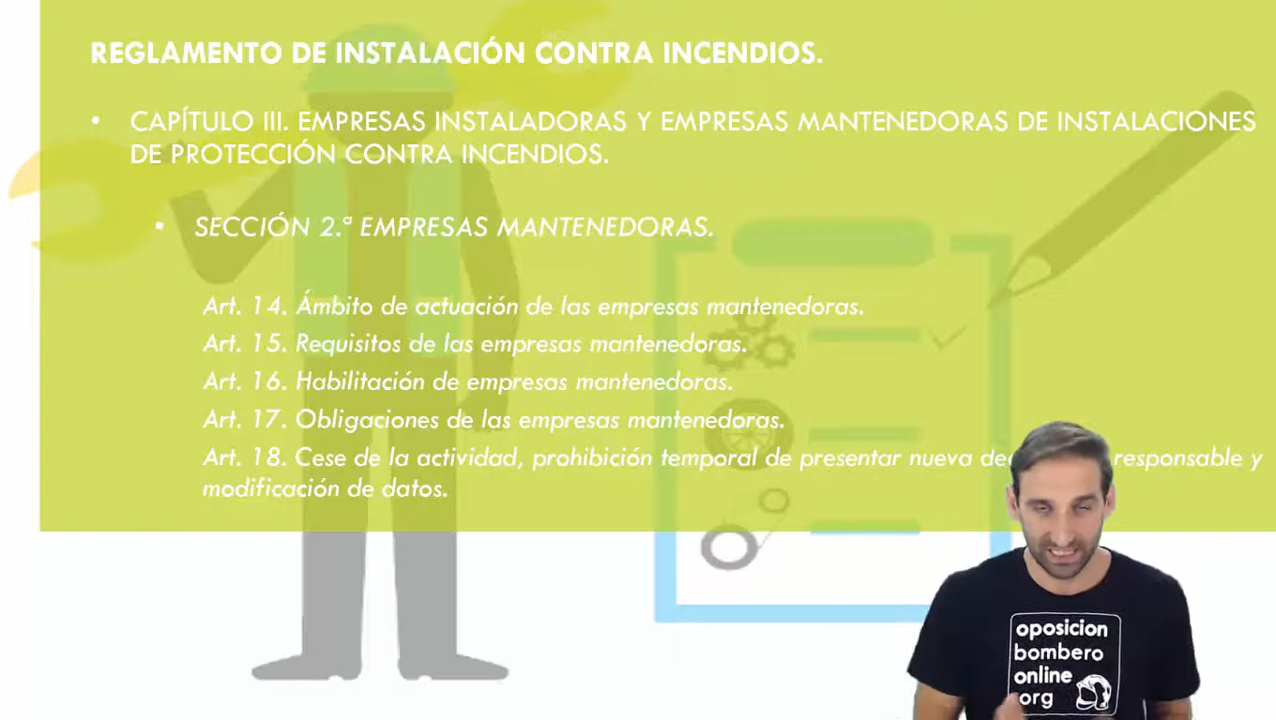 REGLAMENTO DE INSTALACIÓN CONTRA INCENDIOS.
• CAPÍTULO III. EMPRESAS INSTALADORAS Y EMPRESAS MANTENEDORAS DE INSTALACIONES
DE PROTECCIÓN CONTRA INCENDIOS.
• SECCIÓN 2.ª EMPRESAS MANTENEDORAS.
Art. 14. Ámbito de actuación de las empresas mantenedoras.
Art. 15. Requisitos de las empresas mantenedoras.
Art. 16. Habilitación de empresas mantenedoras.
Art. 17. Obligaciones de las empresas mantenedoras.
Art. 18. Cese de la actividad, prohibición temporal de presentar nueva responsable y
modificación de datos.
oposicion
bombero
online
.org